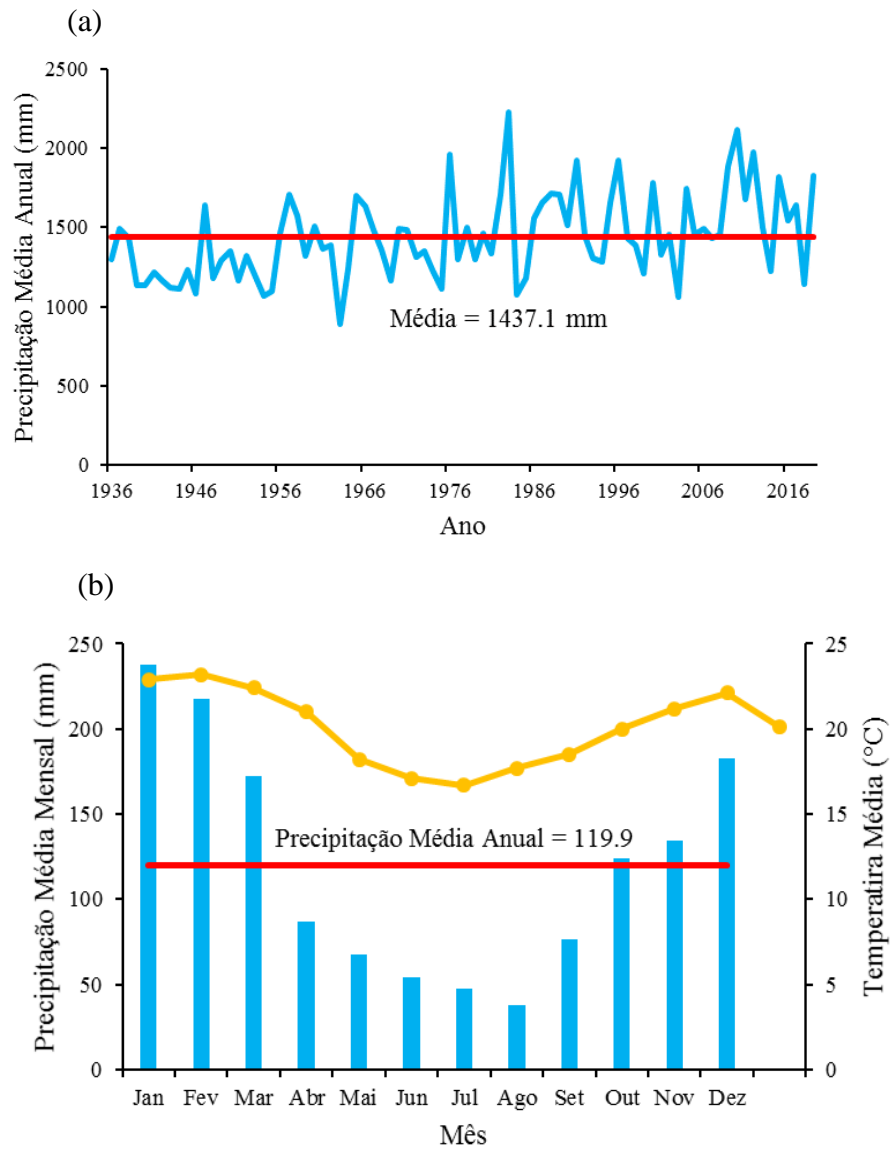 (a)
Precipitação Média Anual (mm)
2500
2000
1500
1000
500
0
Média = 1437.1 mm
1936 1946 1956 1966 1976 1986 1996 2006 2016
Ano
(b)
Precipitação Média Mensal (mm)
250
200
150
100
50
0
Precipitação Média Anual = 119.9
25
20
15
10
5
0
Temperatira Média (°C)
Jan Fev Mar Abr Mai Jun Jul Ago Set Out Nov Dez
Mês